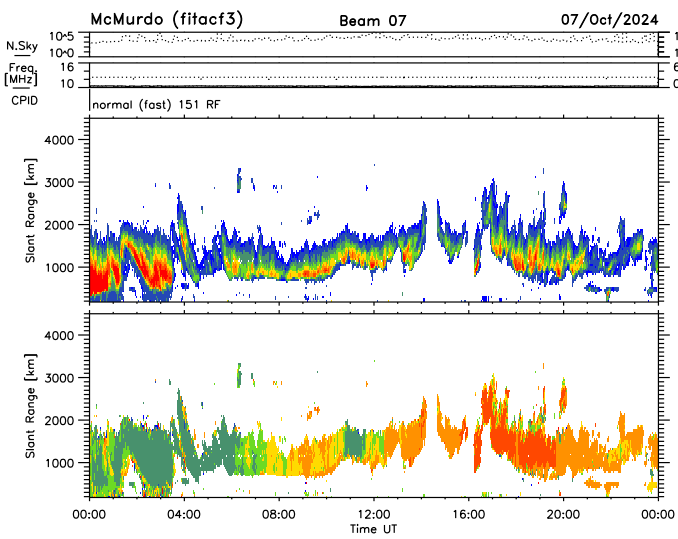 McMurdo (fitacf3) Beam 07 07/Oct/2024
N.Sky 10^5 10^0
Freq. [MHz] 16 10
CPID normal (fast) 151 RF
Slant Range [km] 4000 3000 2000 1000
Slant Range [km] 4000 3000 2000 1000
00:00 04:00 08:00 12:00 16:00 20:00 00:00
Time UT